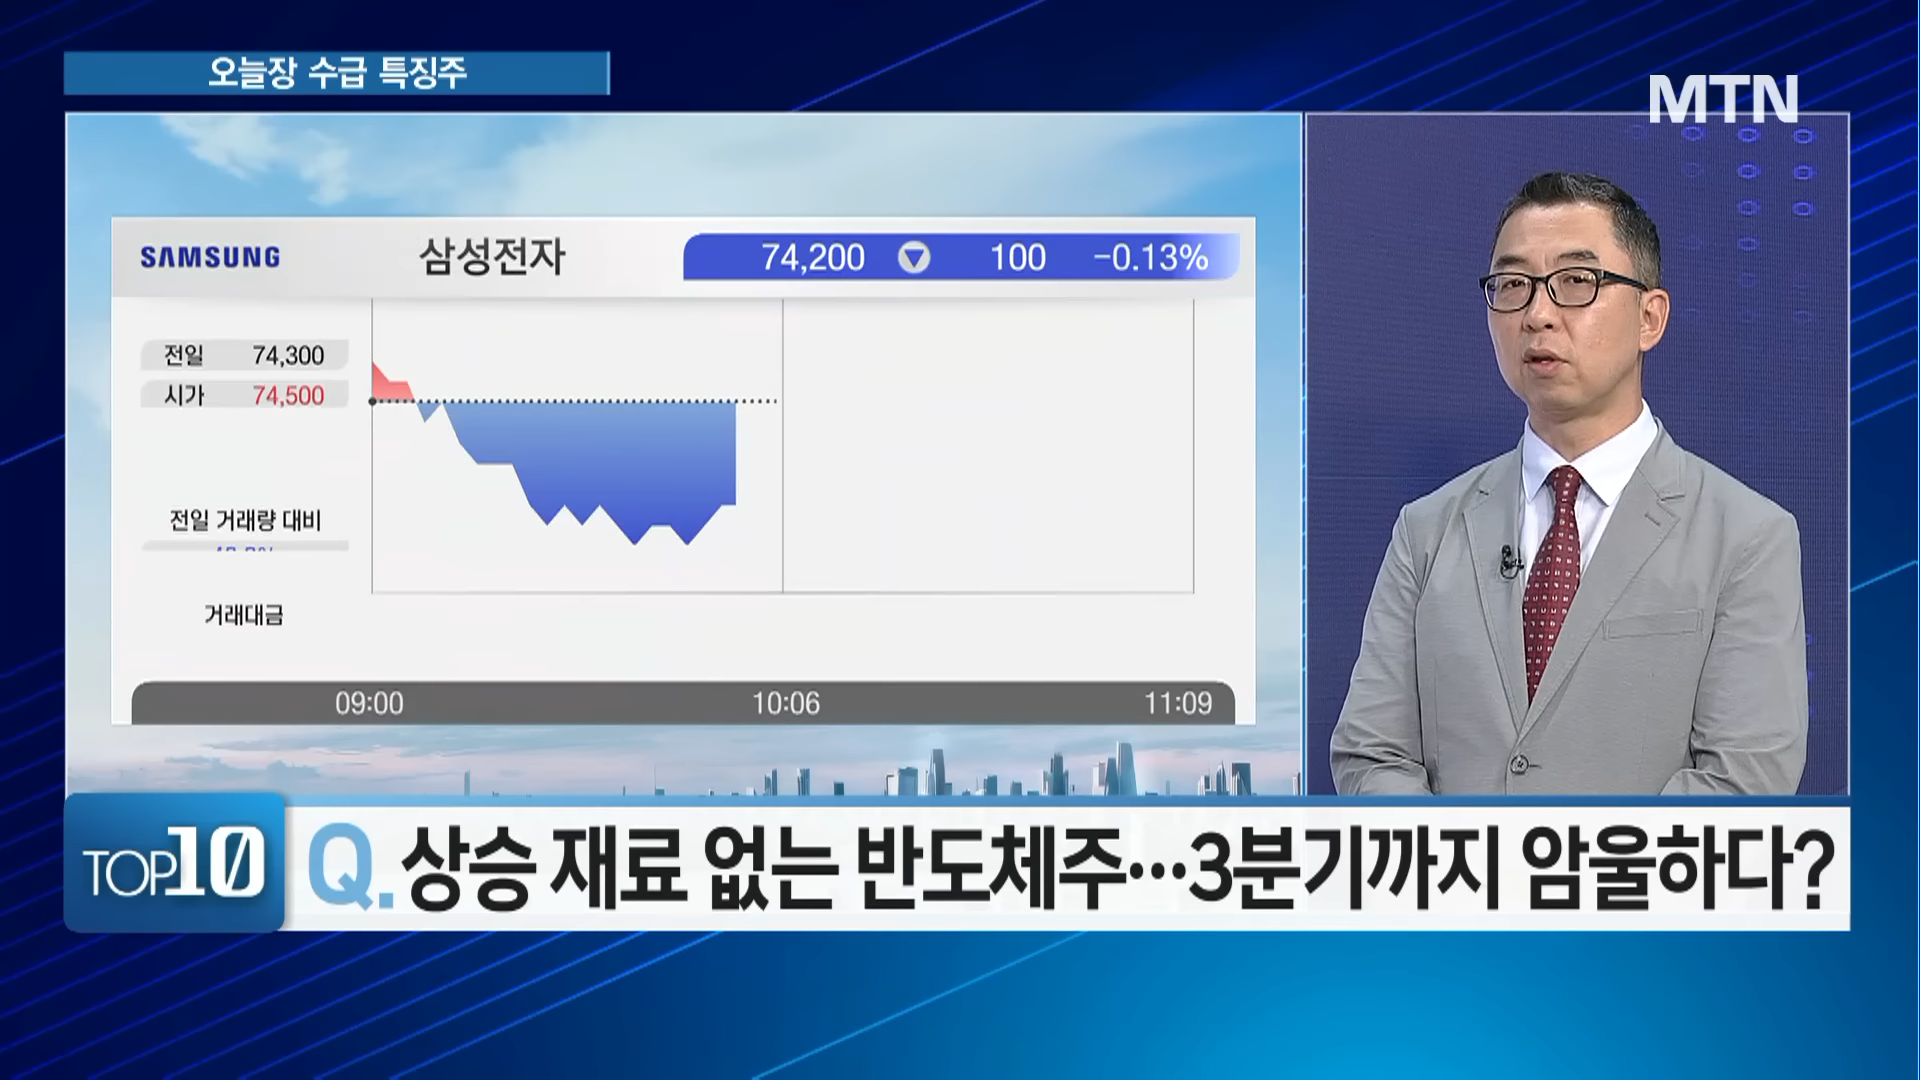 오늘장 수급 특징주
MTN
SAMSUNG 삼성전자 74,200 ▼ 100 -0.13%
전일 74,300
시가 74,500
전일 거래량 대비
거래대금
09:00 10:06 11:09
TOP10 Q. 상승 재료 없는 반도체주…3분기까지 암울하다?